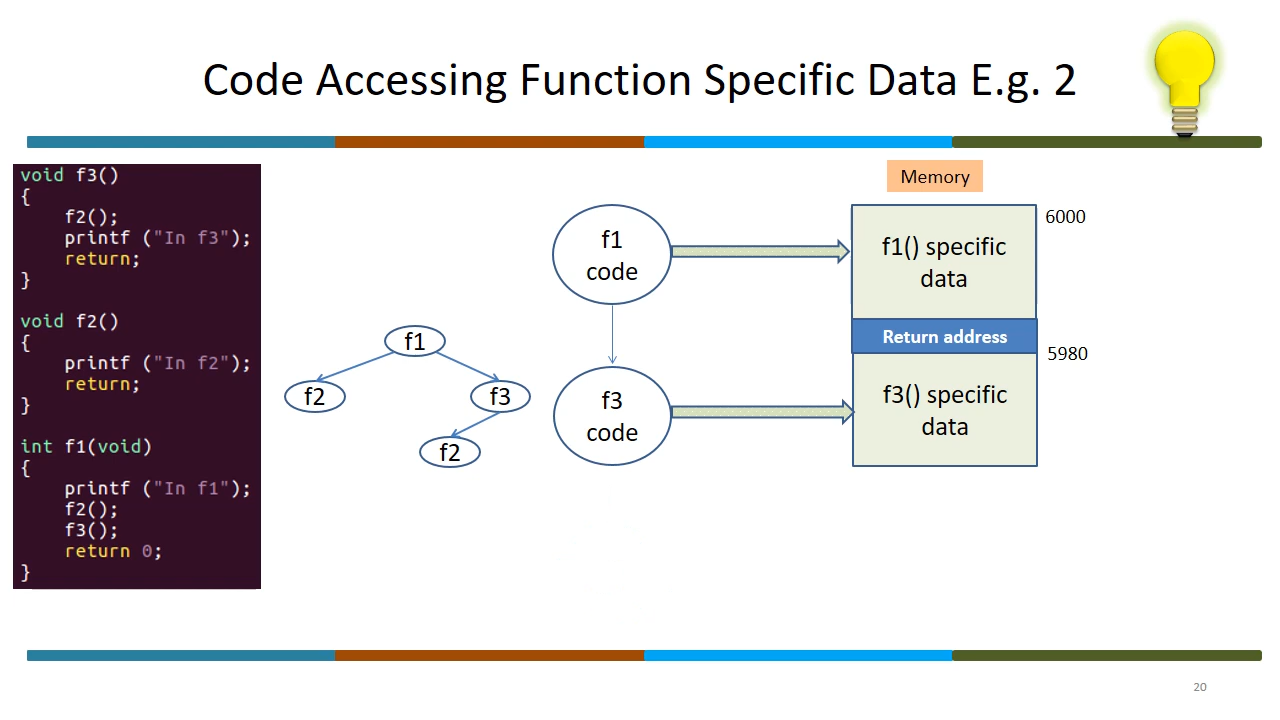 Code Accessing Function Specific Data E.g. 2
void f3()
{
    f2();
    printf ("In f3");
    return;
}
void f2()
{
    printf ("In f2");
    return;
}
int f1(void)
{
    printf ("In f1");
    f2();
    f3();
    return 0;
}
f1
f2
f3
f2
f1
code
f3
code
Memory
f1() specific
data
6000
Return address
5980
f3() specific
data
20